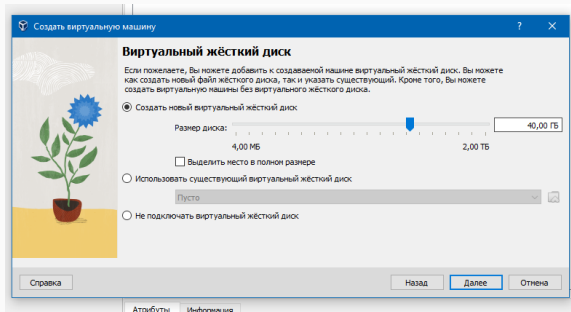 Создать виртуальную машину
?
Виртуальный жёсткий диск
Если пожелаете, Вы можете добавить к создаваемой машине виртуальный жёсткий диск. Вы можете
как создать новый файл жёсткого диска, так и указать существующий. Кроме того, Вы можете
создать виртуальную машины без виртуального жёсткого диска.
Создать новый виртуальный жёсткий диск
Размер диска:
40,00 ГБ
4,00 МБ 2,00 ТБ
Выделить место в полном размере
Использовать существующий виртуальный жёсткий диск
Пусто
Не подключать виртуальный жёсткий диск
Справка Назад Далее Отмена
Атрибуты Информация